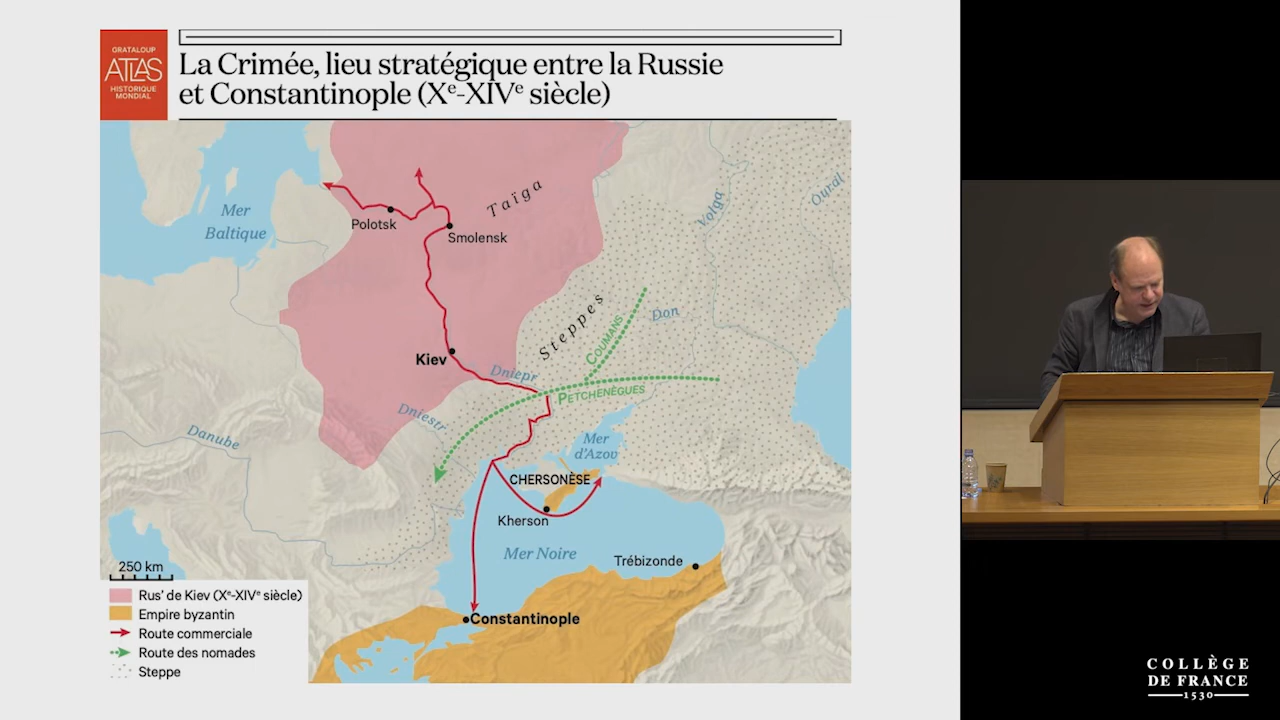 GRATALOUP
ATLAS
HISTORIQUE
MONDIAL
La Crimée, lieu stratégique entre la Russie
et Constantinople (Xᵉ-XIVᵉ siècle)
Mer
Baltique
Polotsk
Smolensk
Taïga
Volga
Oural
Steppes
Don
COUMANS
Kiev
Dniepr
PETCHENÈGUES
Dniestr
Danube
Mer
d'Azov
CHERSONÈSE
Kherson
Mer Noire
Trébizonde
Constantinople
250 km
Rus' de Kiev (Xᵉ-XIVᵉ siècle)
Empire byzantin
Route commerciale
Route des nomades
Steppe
COLLÈGE
DE FRANCE
1530